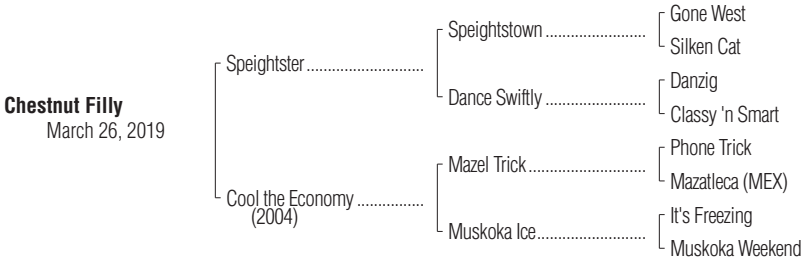 Chestnut Filly
March 26, 2019
Speightster
Cool the Economy
(2004)
Speightstown
Dance Swiftly
Mazel Trick
Muskoka Ice
Gone West
Silken Cat
Danzig
Classy 'n Smart
Phone Trick
Mazatleca (MEX)
It's Freezing
Muskoka Weekend